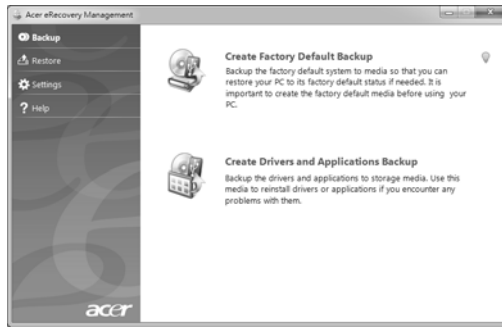 Acer eRecovery Management
Backup
Restore
Settings
Help
Create Factory Default Backup
Backup the factory default system to media so that you can
restore your PC to its factory default status if needed. It is
important to create the factory default media before using your
PC.
Create Drivers and Applications Backup
Backup the drivers and applications to storage media. Use this
media to reinstall drivers or applications if you encounter any
problems with them.
acer